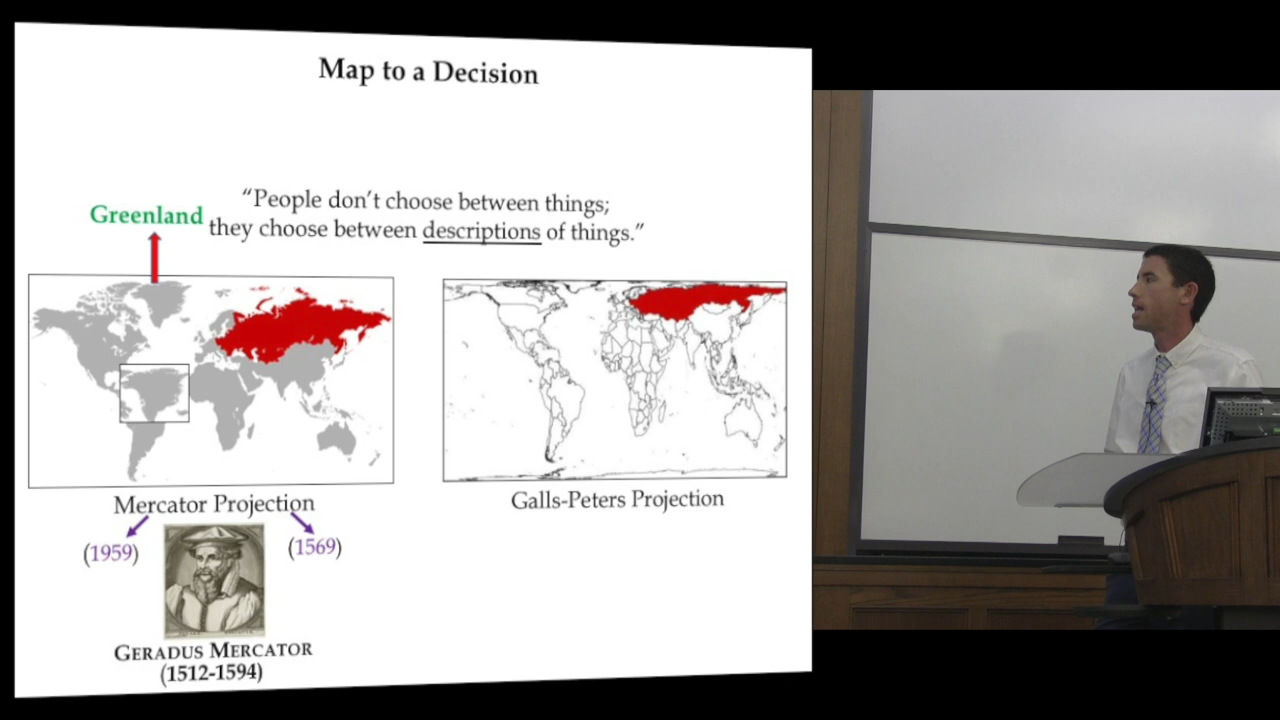 Map to a Decision
“People don’t choose between things;
Greenland
they choose between descriptions of things.”
Mercator Projection
Galls-Peters Projection
(1959)
(1569)
GERADUS MERCATOR
(1512-1594)